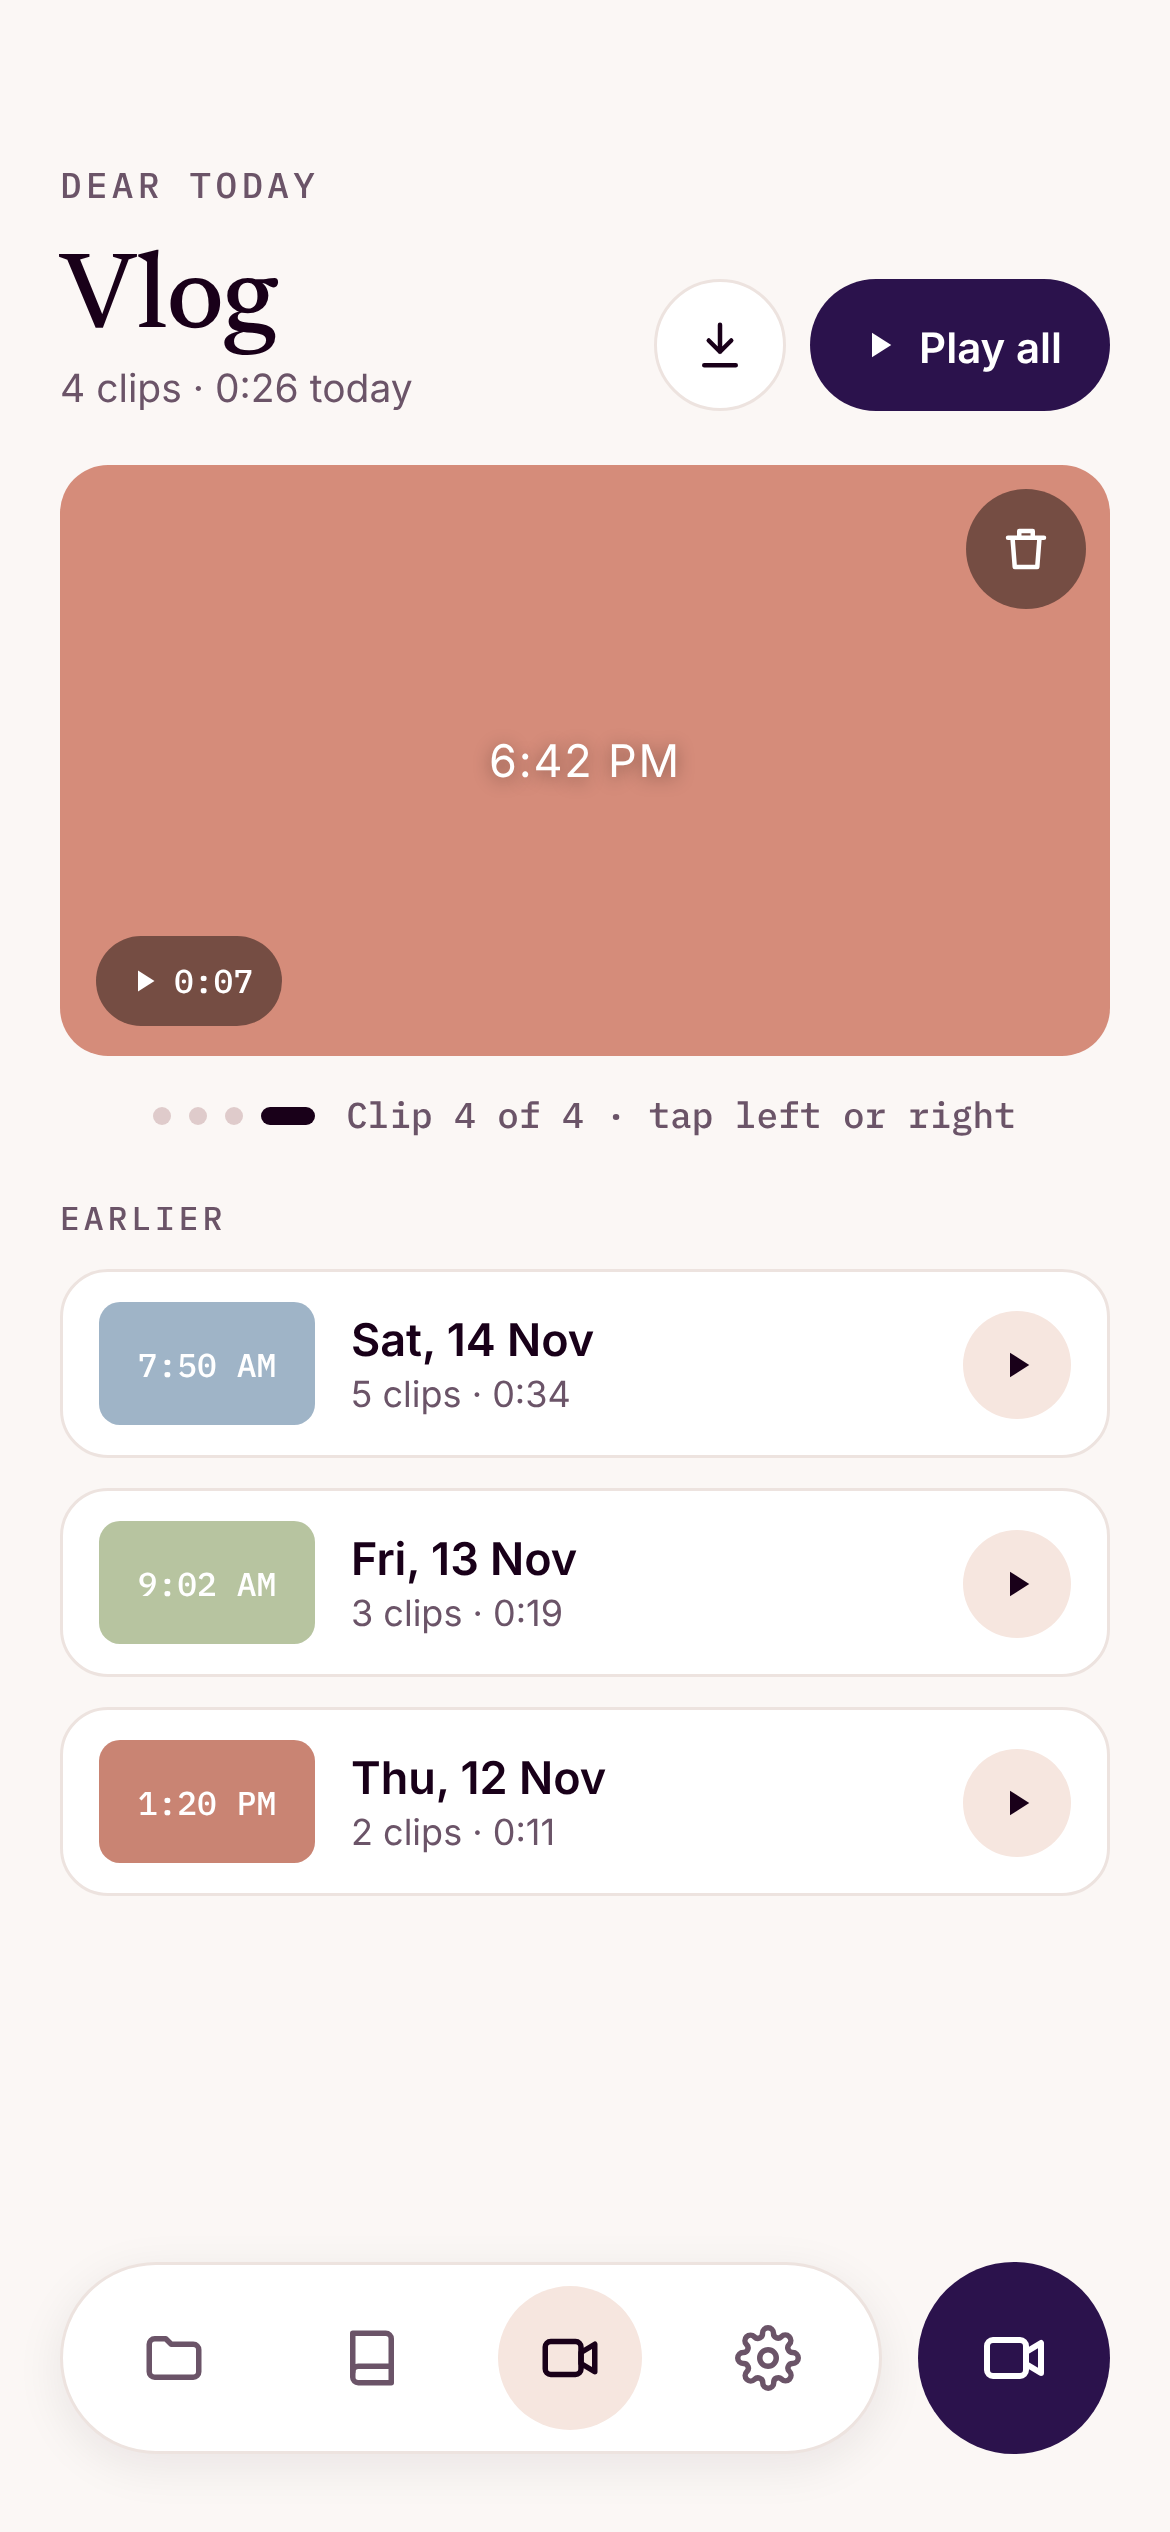 DEAR TODAY
Vlog
4 clips · 0:26 today
Play all
6:42 PM
0:07
Clip 4 of 4 · tap left or right
EARLIER
7:50 AM
Sat, 14 Nov
5 clips · 0:34
9:02 AM
Fri, 13 Nov
3 clips · 0:19
1:20 PM
Thu, 12 Nov
2 clips · 0:11